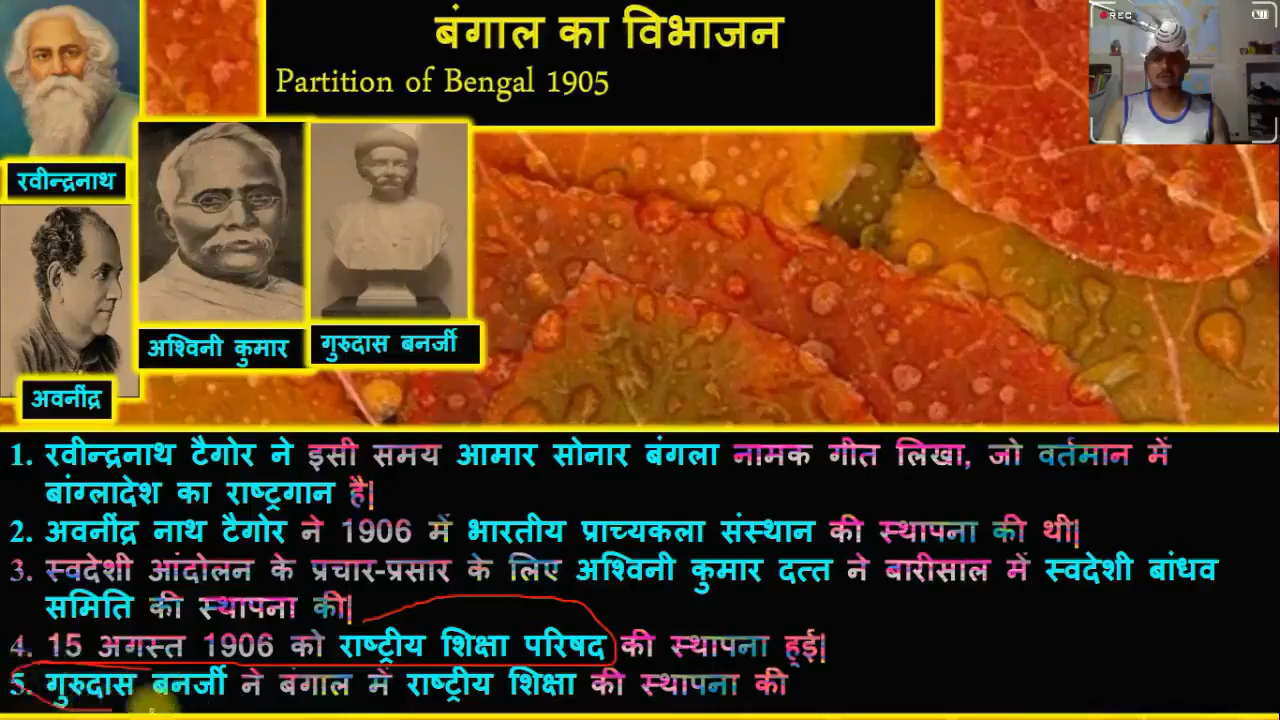 बंगाल का विभाजन
Partition of Bengal 1905
REC
रवीन्द्रनाथ
अश्विनी कुमार
गुरुदास बनर्जी
अवनींद्र
1. रवीन्द्रनाथ टैगोर ने इसी समय आमार सोनार बंगला नामक गीत लिखा, जो वर्तमान में
बांग्लादेश का राष्ट्रगान है|
2. अवनींद्र नाथ टैगोर ने 1906 में भारतीय प्राच्यकला संस्थान की स्थापना की थी|
3. स्वदेशी आंदोलन के प्रचार-प्रसार के लिए अश्विनी कुमार दत्त ने बारीसाल में स्वदेशी बांधव
समिति की स्थापना की|
4. 15 अगस्त 1906 को राष्ट्रीय शिक्षा परिषद की स्थापना हुई|
5. गुरुदास बनर्जी ने बंगाल में राष्ट्रीय शिक्षा की स्थापना की